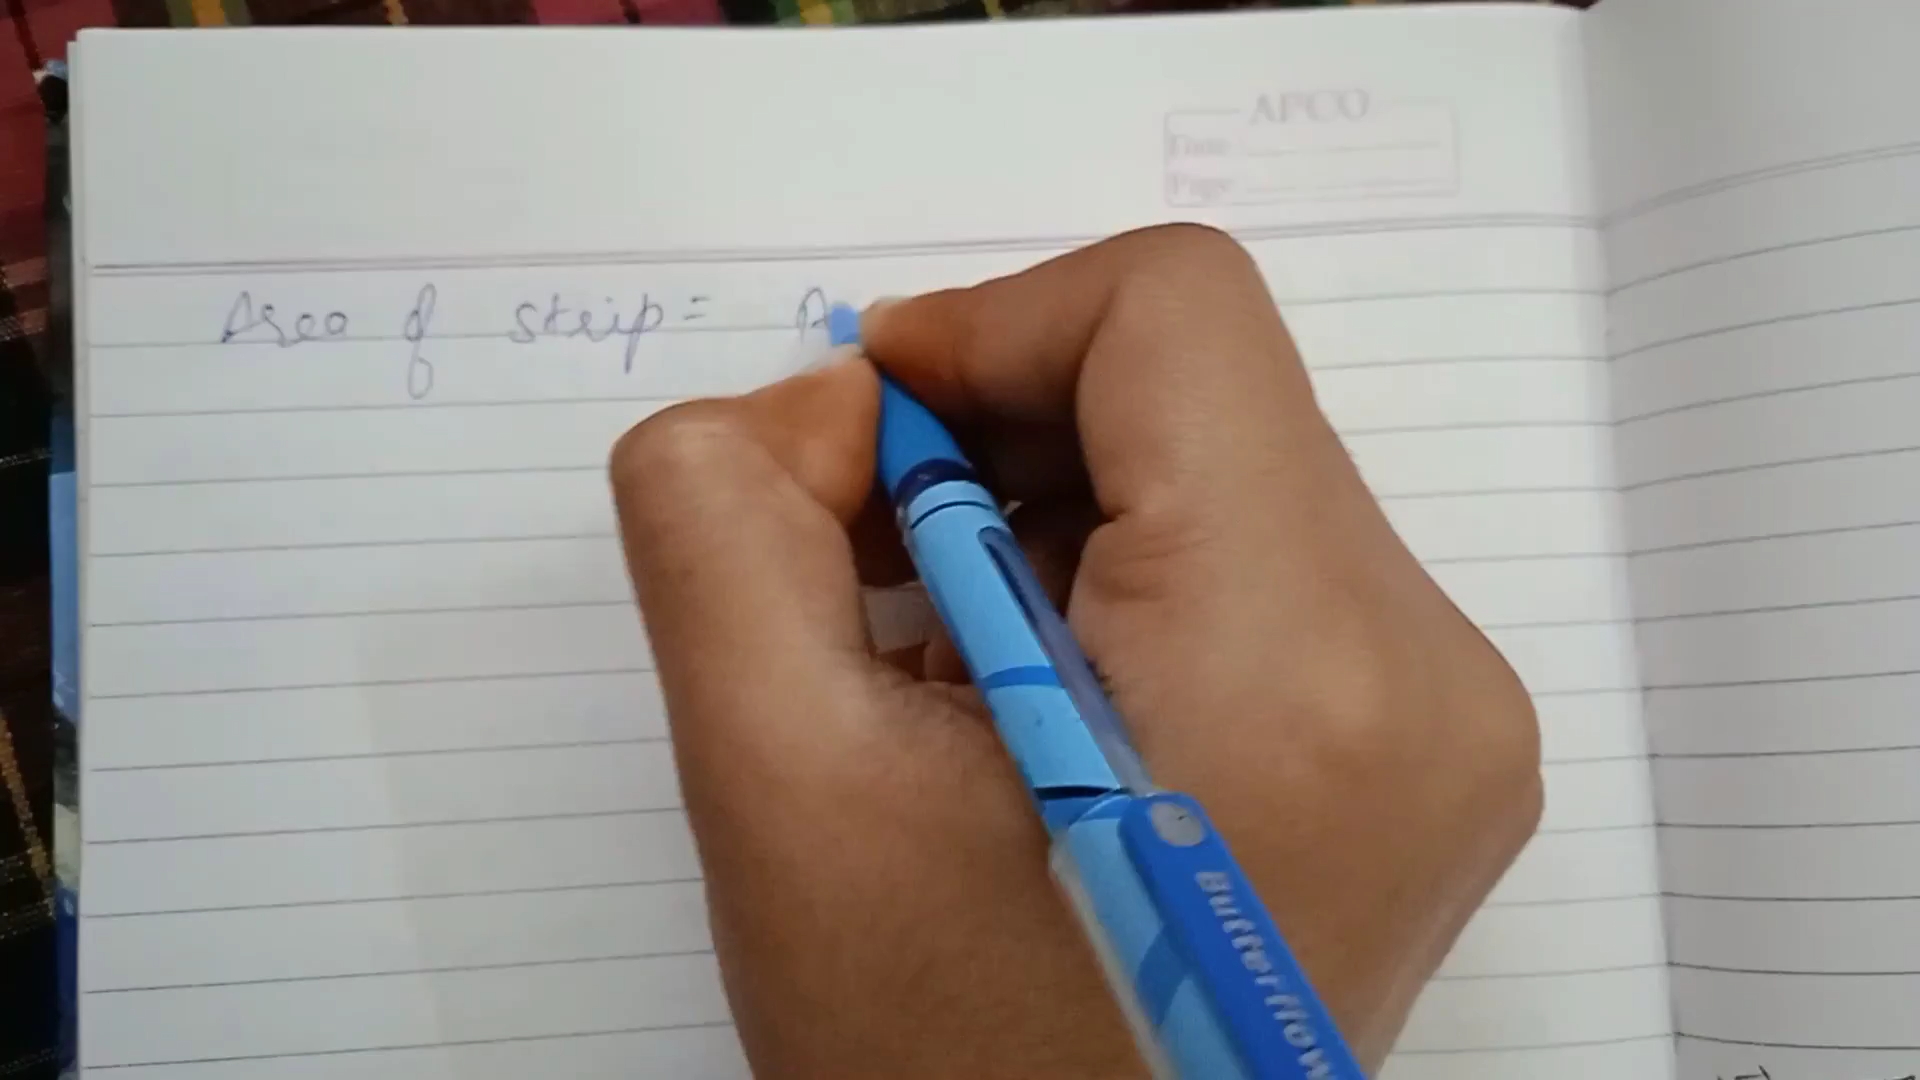 APCO
Date
Page
Area of strip = A
Butterflow